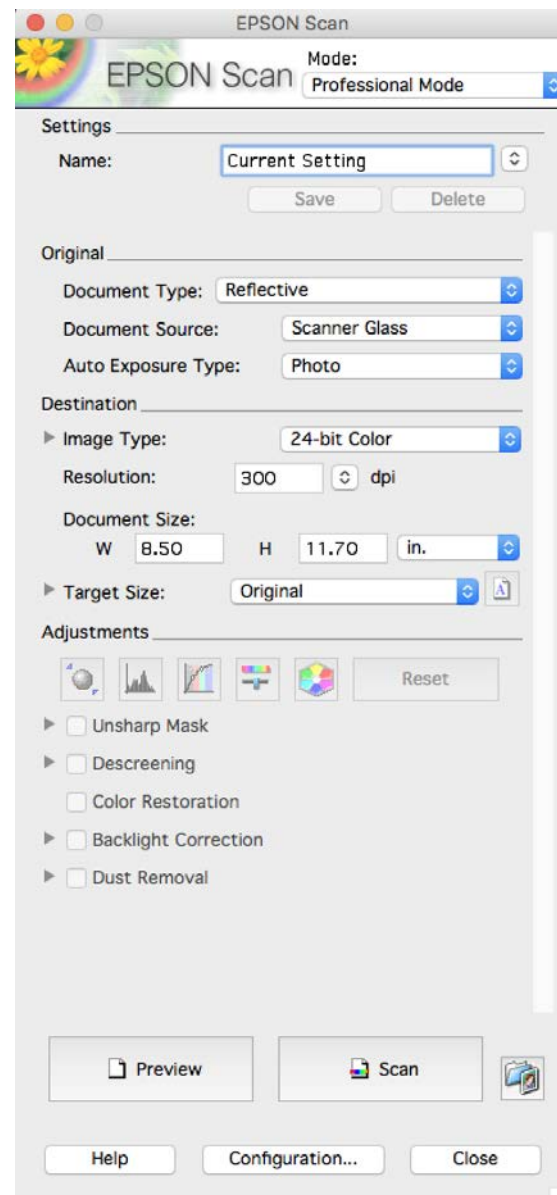 EPSON Scan
EPSON Scan
Mode:
Professional Mode
Settings
Name: Current Setting
Save Delete
Original
Document Type: Reflective
Document Source: Scanner Glass
Auto Exposure Type: Photo
Destination
Image Type: 24-bit Color
Resolution: 300 dpi
Document Size:
W 8.50 H 11.70 in.
Target Size: Original A
Adjustments
Reset
Unsharp Mask
Descreening
Color Restoration
Backlight Correction
Dust Removal
Preview Scan
Help Configuration... Close